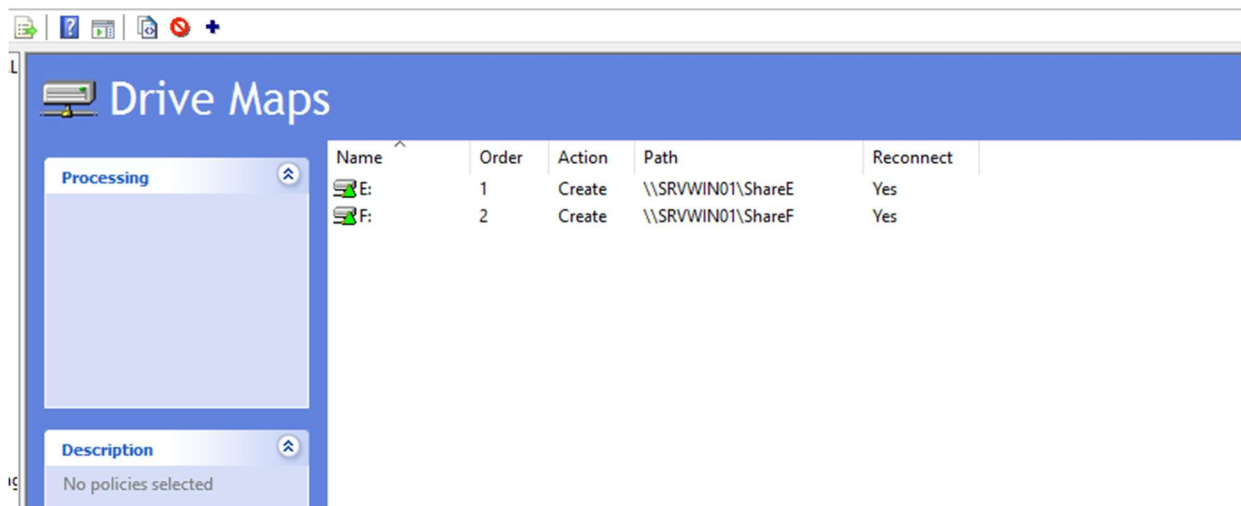 Drive Maps
Processing
Name Order Action Path Reconnect
E: 1 Create \\SRVWIN01\ShareE Yes
F: 2 Create \\SRVWIN01\ShareF Yes
Description
No policies selected